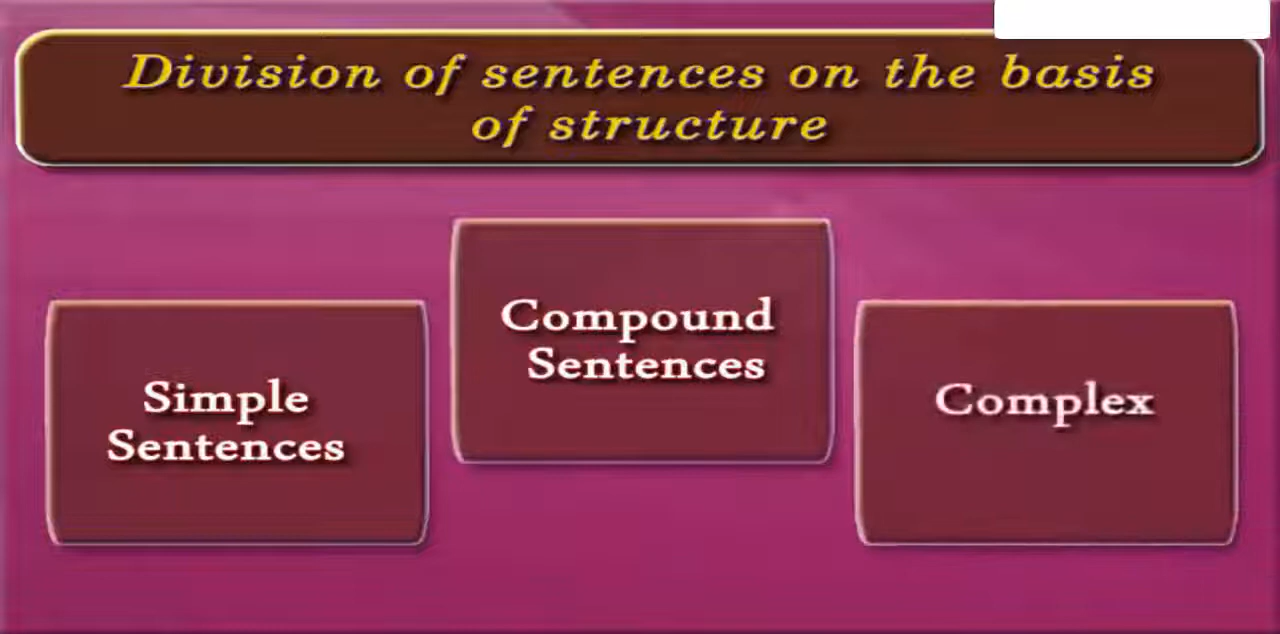 Division of sentences on the basis
of structure
Simple
Sentences
Compound
Sentences
Complex